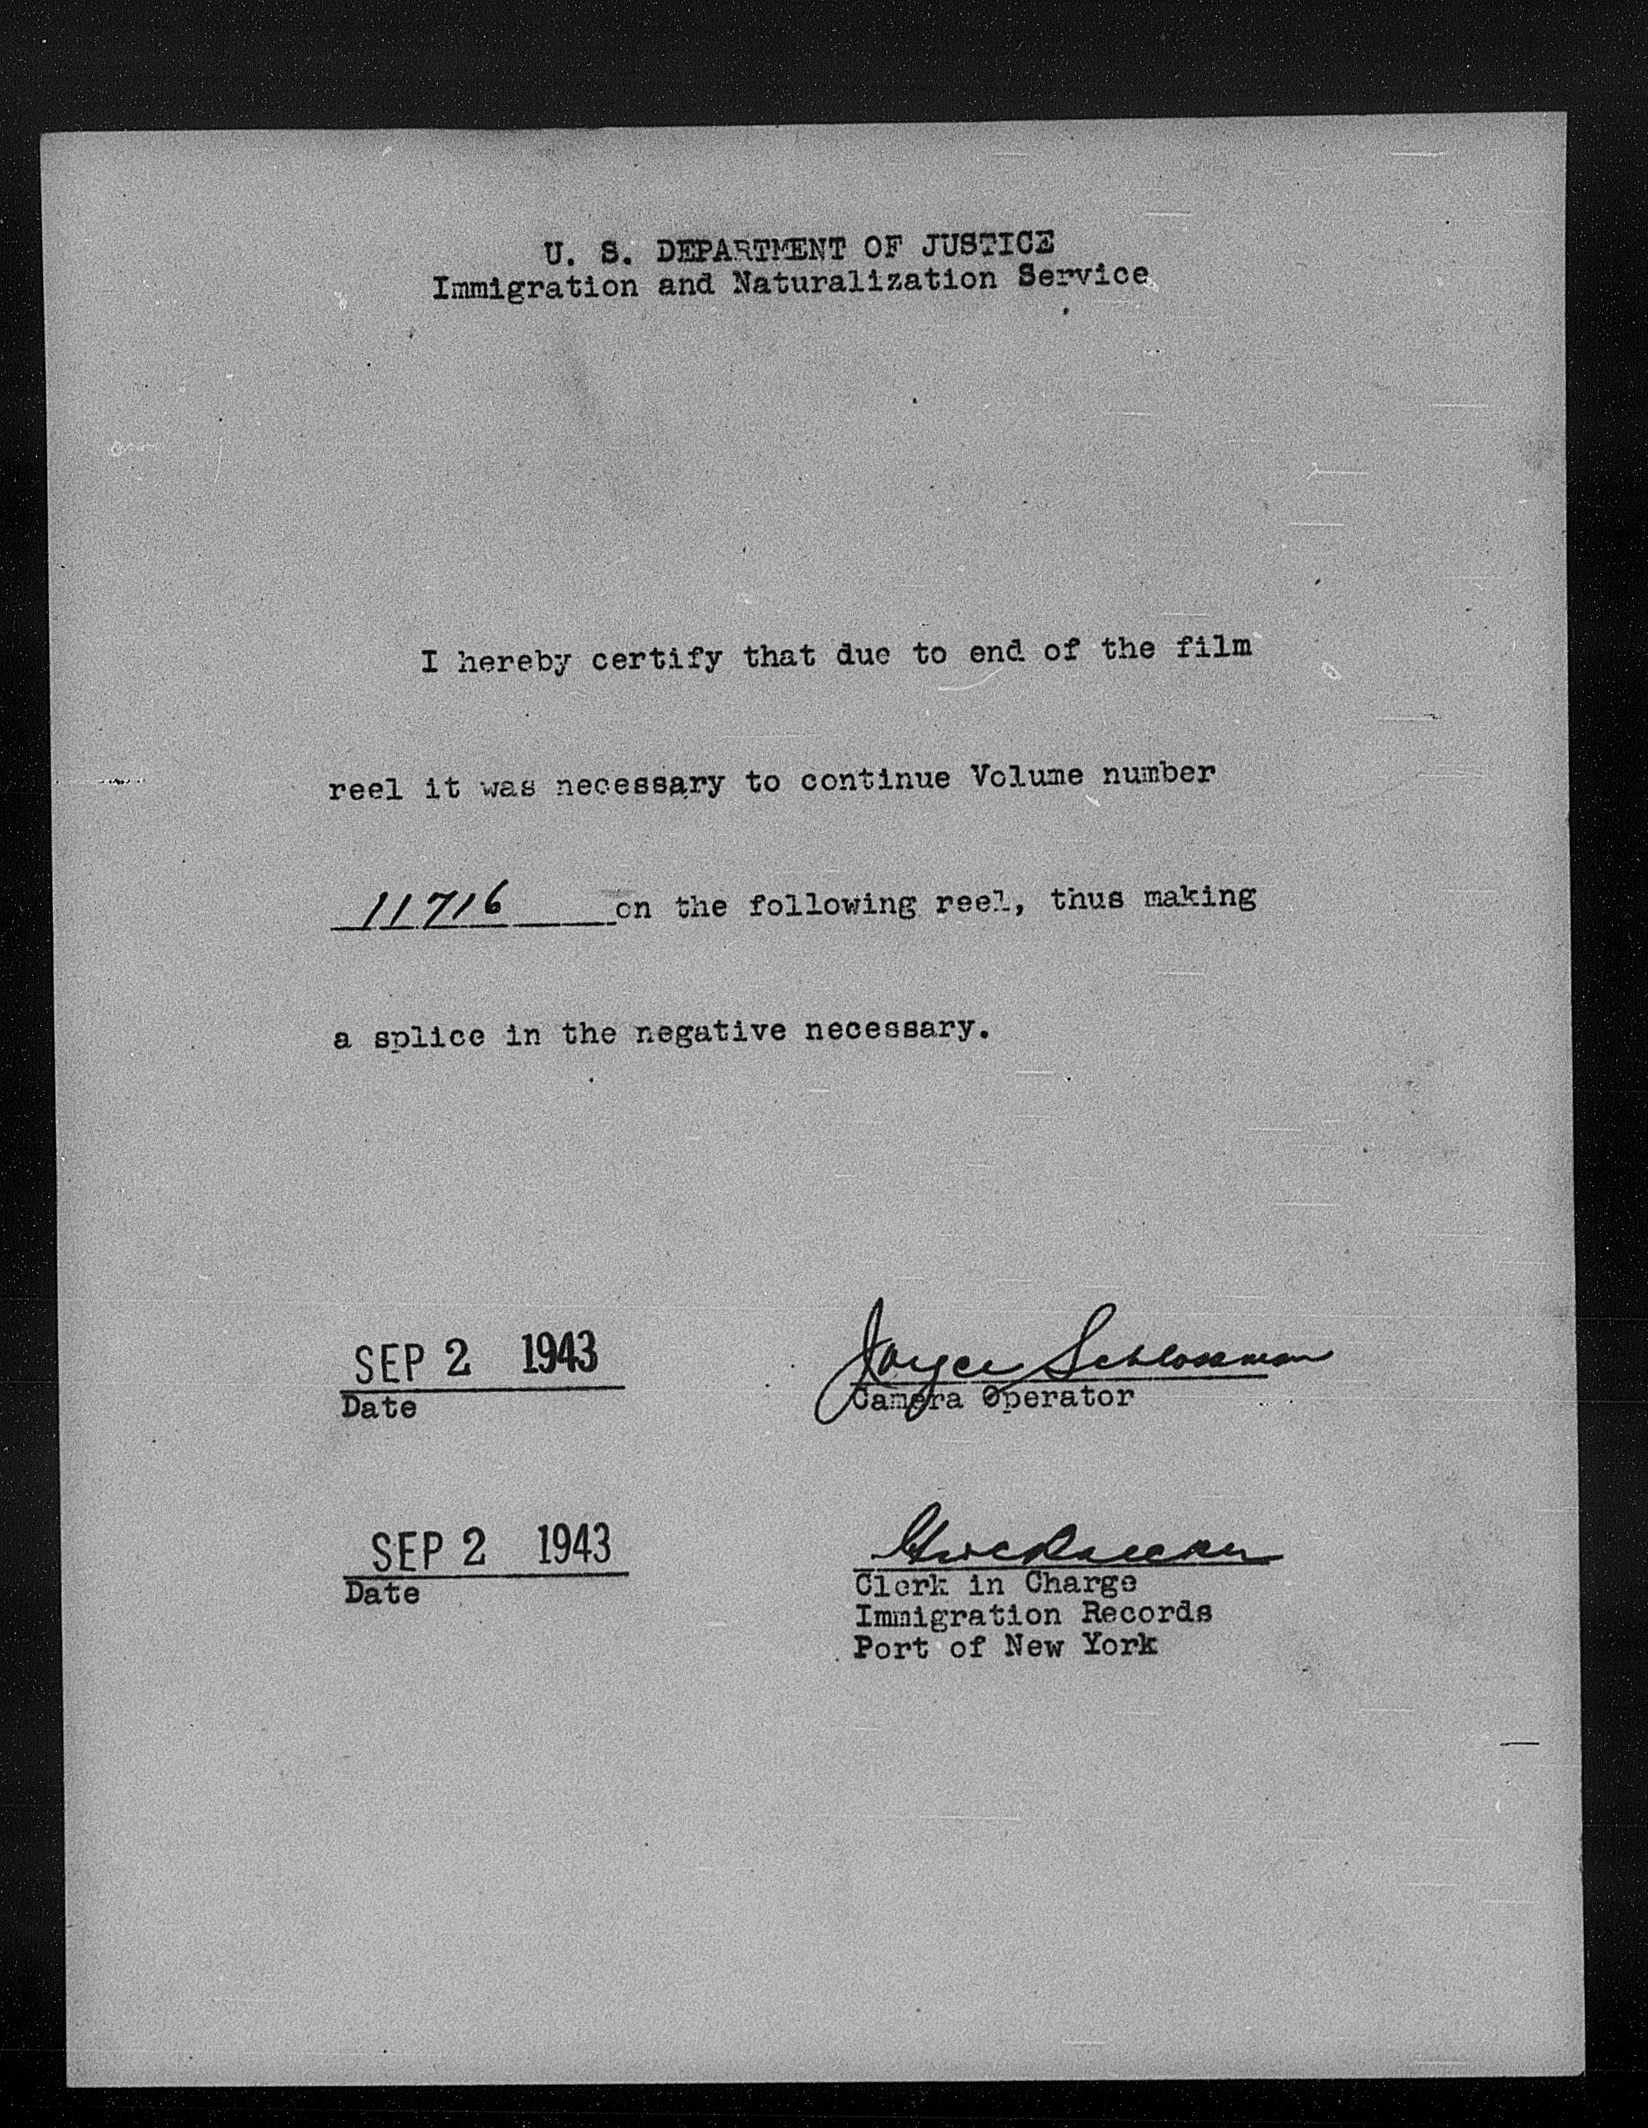 U. S. DEPARTMENT OF JUSTICE
Immigration and Naturalization Service
I hereby certify that due to end of the film
reel it was necessary to continue Volume number
11716 on the following reel, thus making
a splice in the negative necessary.
SEP 2 1943
Date
Joyce Schlossman
Camera Operator
SEP 2 1943
Date
Clerk in Charge
Immigration Records
Port of New York